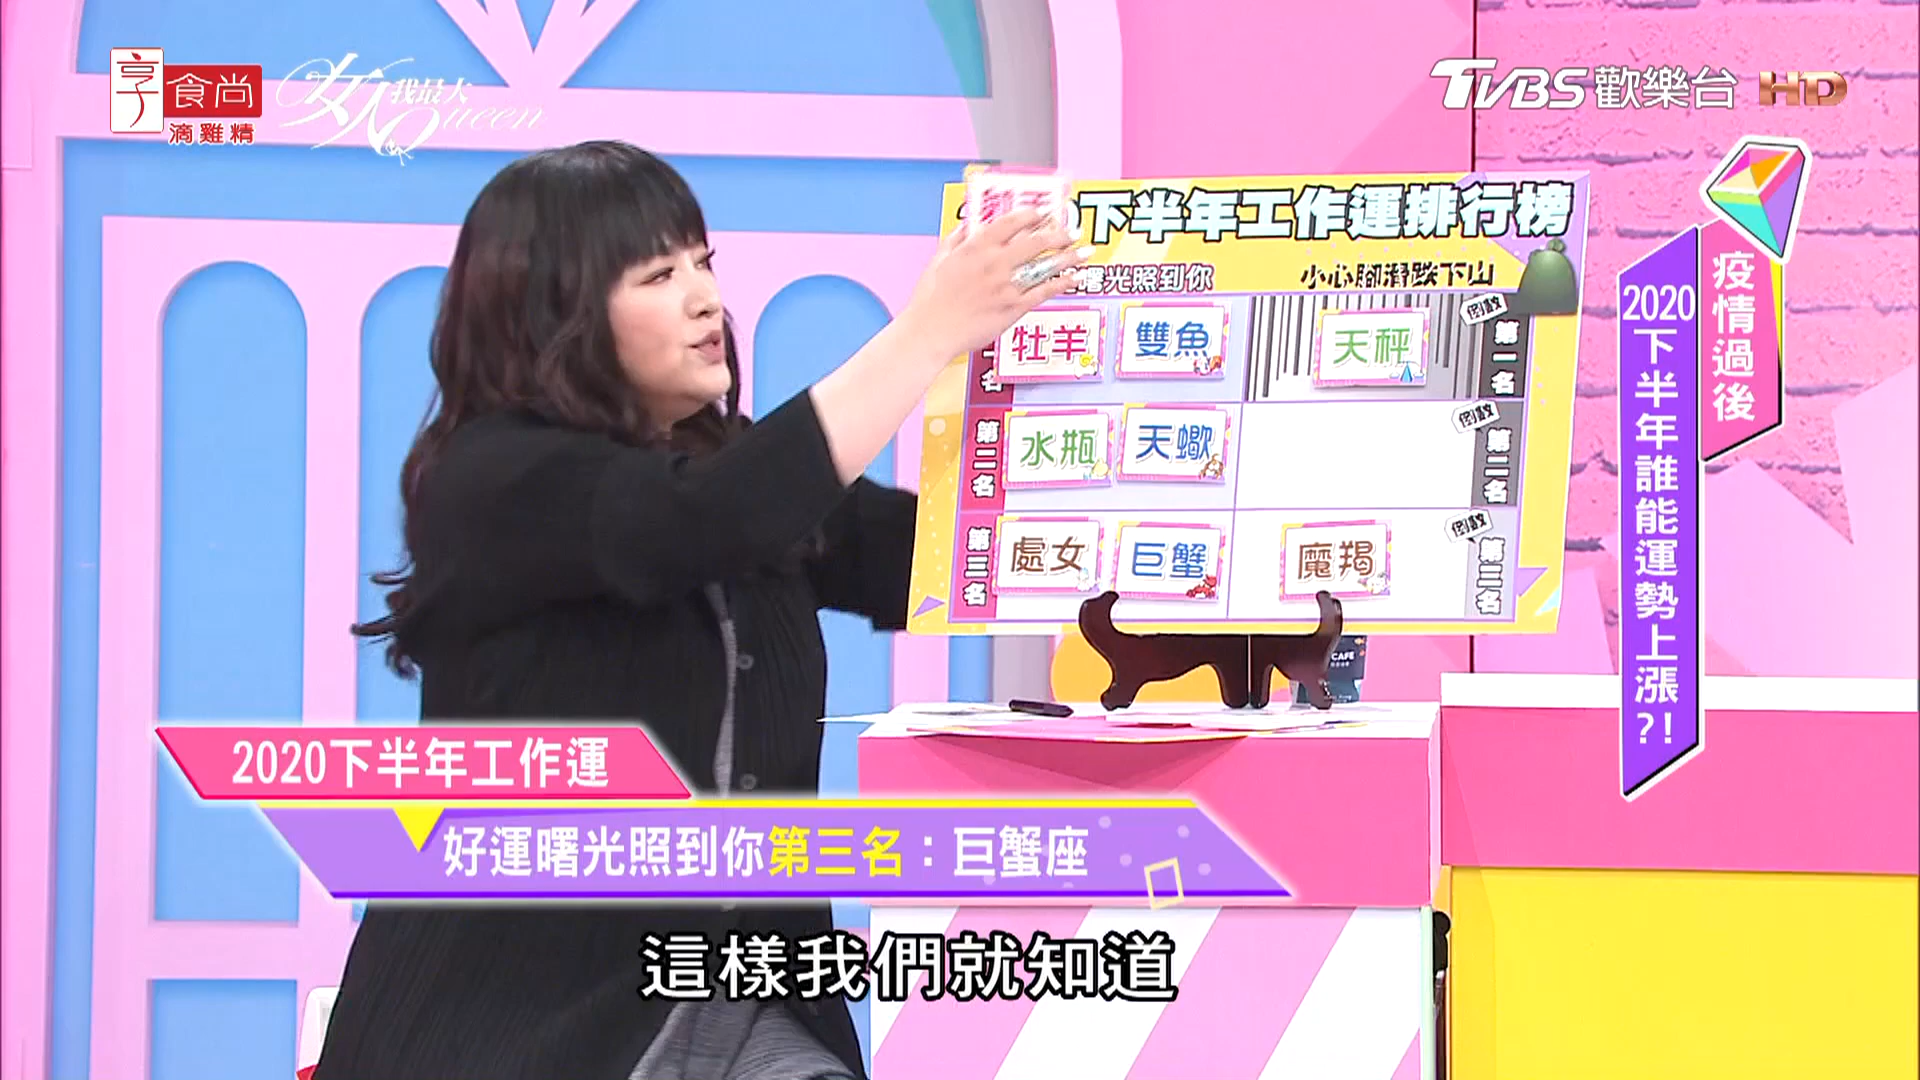 享
食尚
滴雞精
女人我最大
Queen
TVBS歡樂台 HD
下半年工作運排行榜
曙光照到你
小心腳滑跌下山
牡羊
雙魚
天秤
倒數
第一名
第二名
水瓶
天蠍
倒數
第二名
第三名
處女
巨蟹
魔羯
倒數
第三名
CAFE
疫情過後
2020下半年誰能運勢上漲?!
2020下半年工作運
好運曙光照到你第三名：巨蟹座
這樣我們就知道